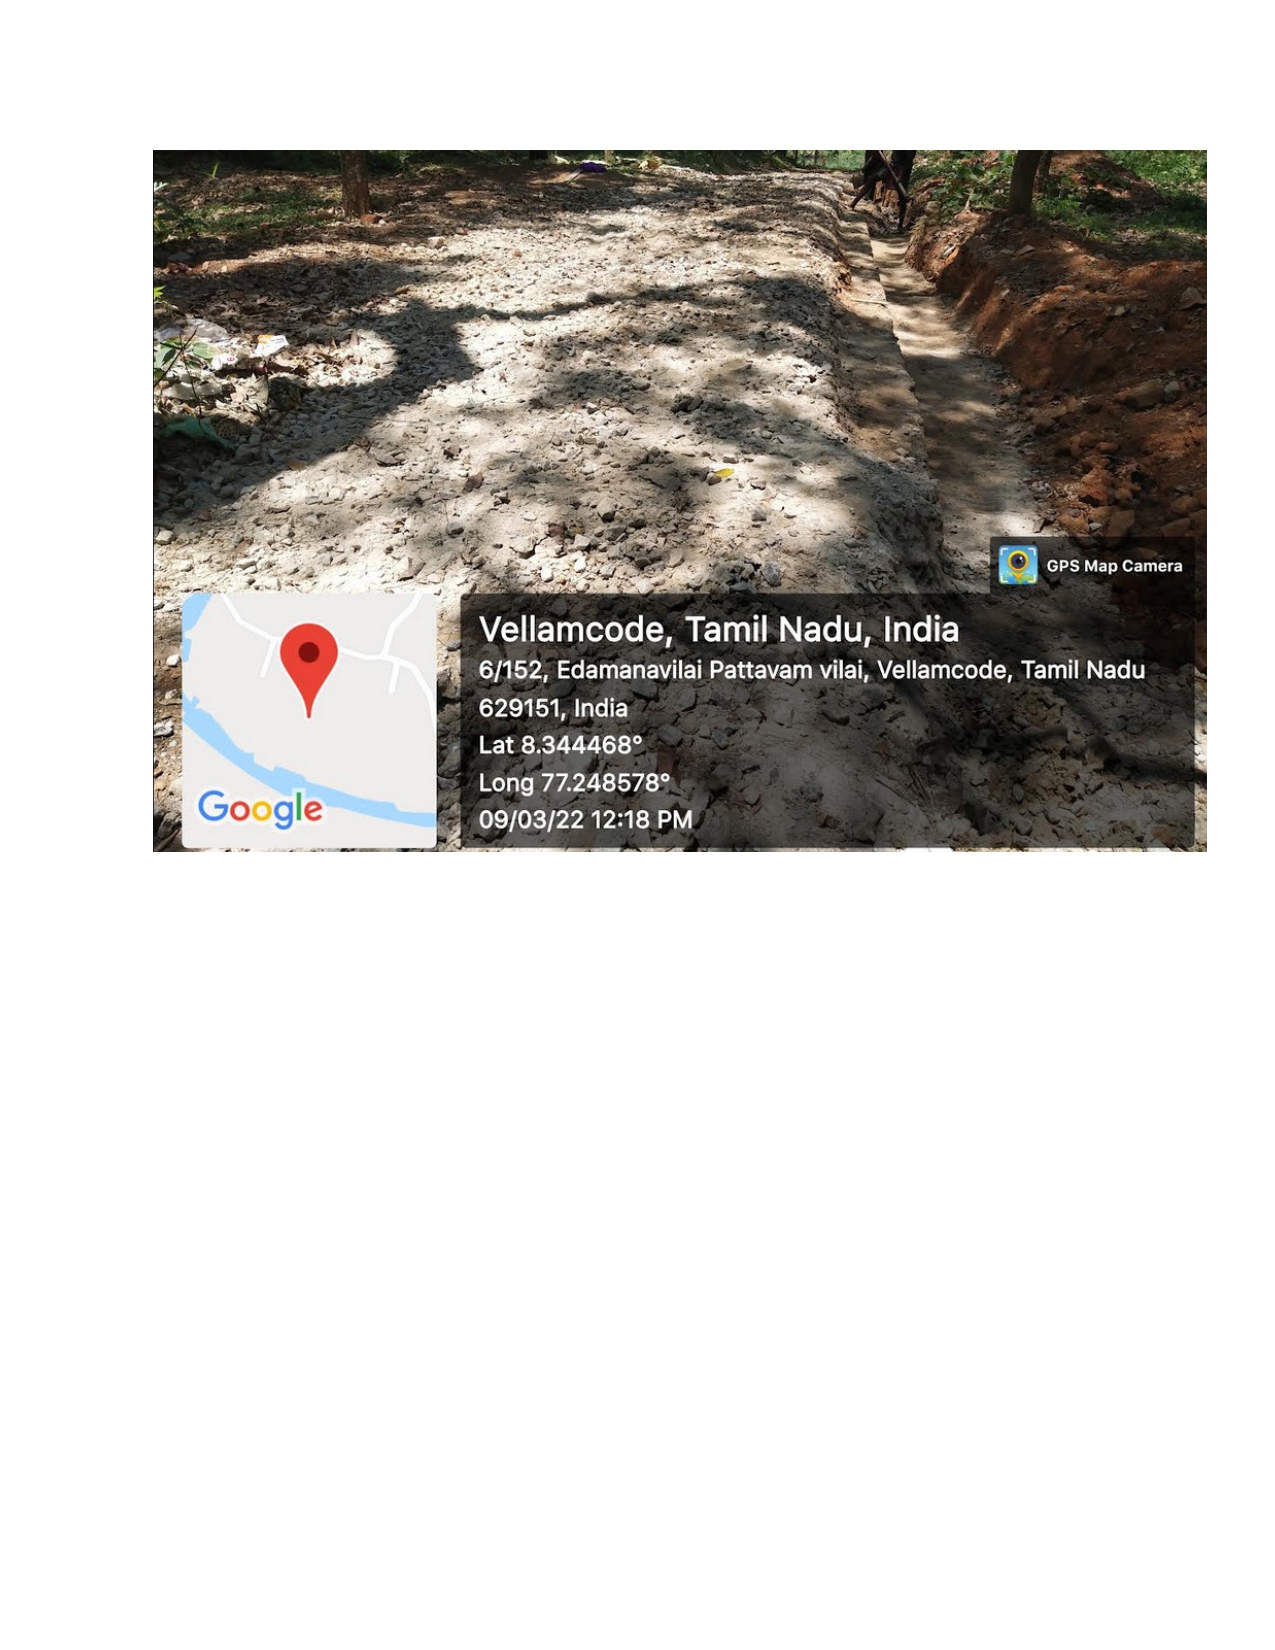 GPS Map Camera
Vellamcode, Tamil Nadu, India
6/152, Edamanavilai Pattavam vilai, Vellamcode, Tamil Nadu
629151, India
Lat 8.344468°
Long 77.248578°
09/03/22 12:18 PM
Google